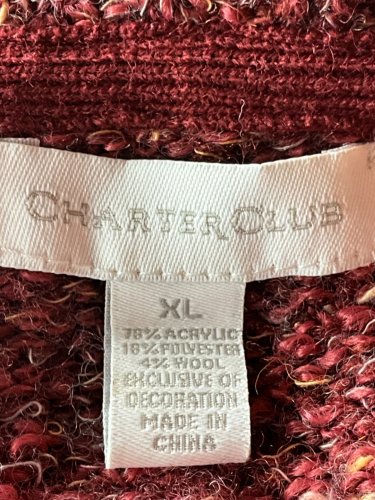 CHARTER CLUB
XL
78% ACRYLIC
18% POLYESTER
4% WOOL
EXCLUSIVE OF
DECORATION
MADE IN
CHINA